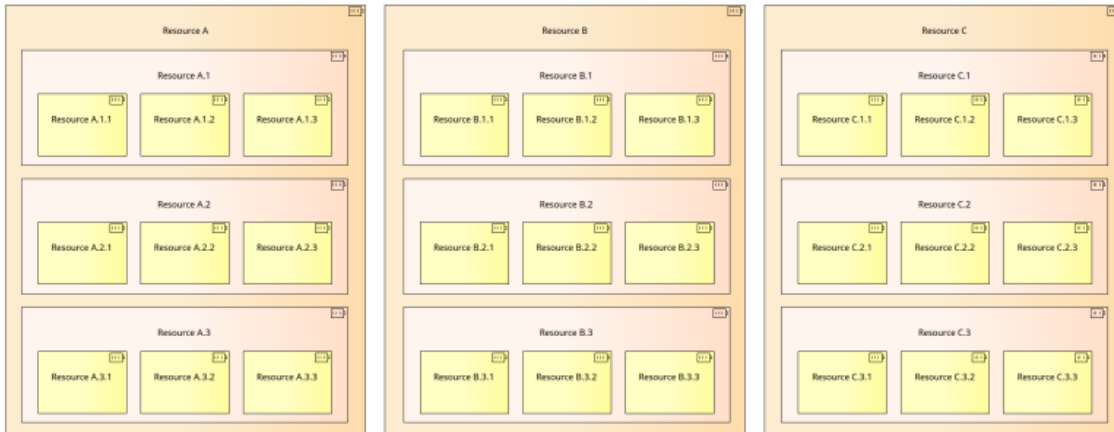 Resource A
Resource A.1
Resource A.1.1
Resource A.1.2
Resource A.1.3
Resource A.2
Resource A.2.1
Resource A.2.2
Resource A.2.3
Resource A.3
Resource A.3.1
Resource A.3.2
Resource A.3.3
Resource B
Resource B.1
Resource B.1.1
Resource B.1.2
Resource B.1.3
Resource B.2
Resource B.2.1
Resource B.2.2
Resource B.2.3
Resource B.3
Resource B.3.1
Resource B.3.2
Resource B.3.3
Resource C
Resource C.1
Resource C.1.1
Resource C.1.2
Resource C.1.3
Resource C.2
Resource C.2.1
Resource C.2.2
Resource C.2.3
Resource C.3
Resource C.3.1
Resource C.3.2
Resource C.3.3